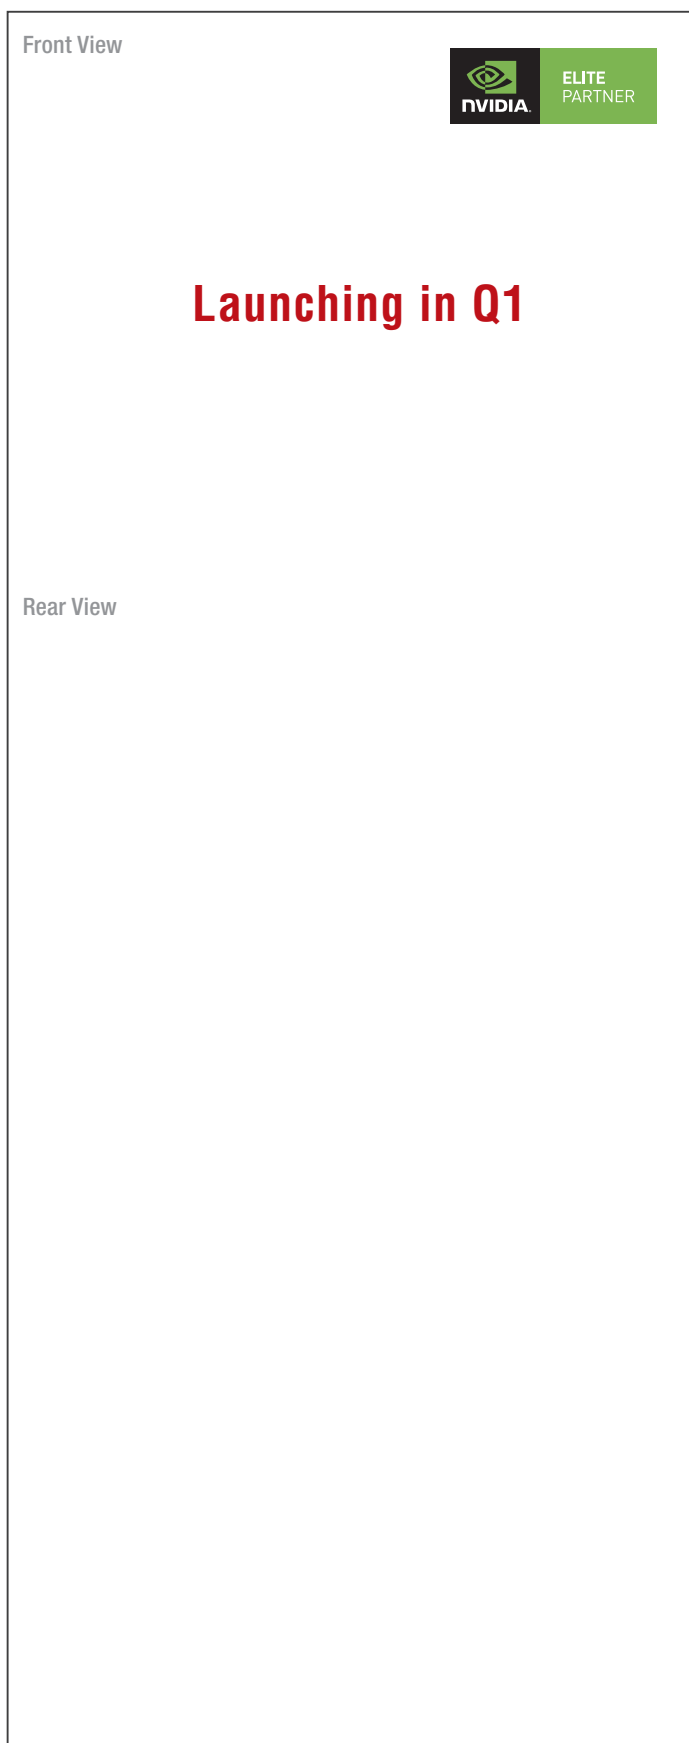 Front View
NVIDIA.
ELITE
PARTNER
Launching in Q1
Rear View